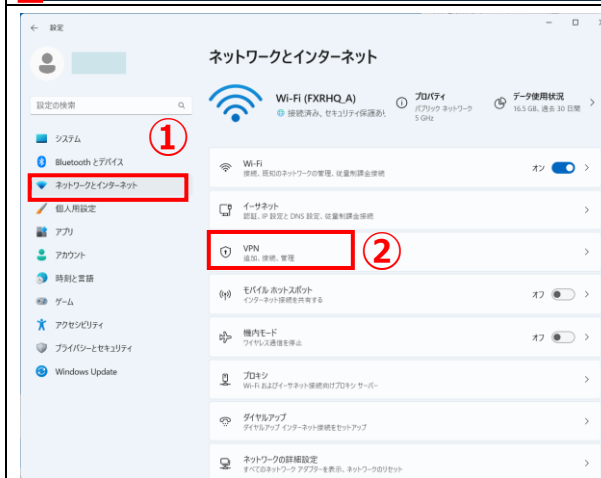 ← 設定
ネットワークとインターネット
Wi-Fi (FXRHQ_A)
接続済み、セキュリティ保護あり
プロパティ
パブリック ネットワーク
5 GHz
データ使用状況
16.5 GB、過去 30 日間
設定の検索
①
システム
Bluetooth とデバイス
ネットワークとインターネット
個人用設定
アプリ
アカウント
時刻と言語
ゲーム
アクセシビリティ
プライバシーとセキュリティ
Windows Update
Wi-Fi
接続、既知のネットワークの管理、従量制課金接続
オン
イーサネット
認証、IP 設定と DNS 設定、従量制課金接続
VPN
追加、接続、管理
②
モバイル ホットスポット
インターネット接続を共有する
オフ
機内モード
ワイヤレス通信を停止
オフ
プロキシ
Wi-Fi およびイーサネット接続向けプロキシ サーバー
ダイヤルアップ
ダイヤルアップ インターネット接続をセットアップ
ネットワークの詳細設定
すべてのネットワーク アダプターを表示、ネットワークのリセット